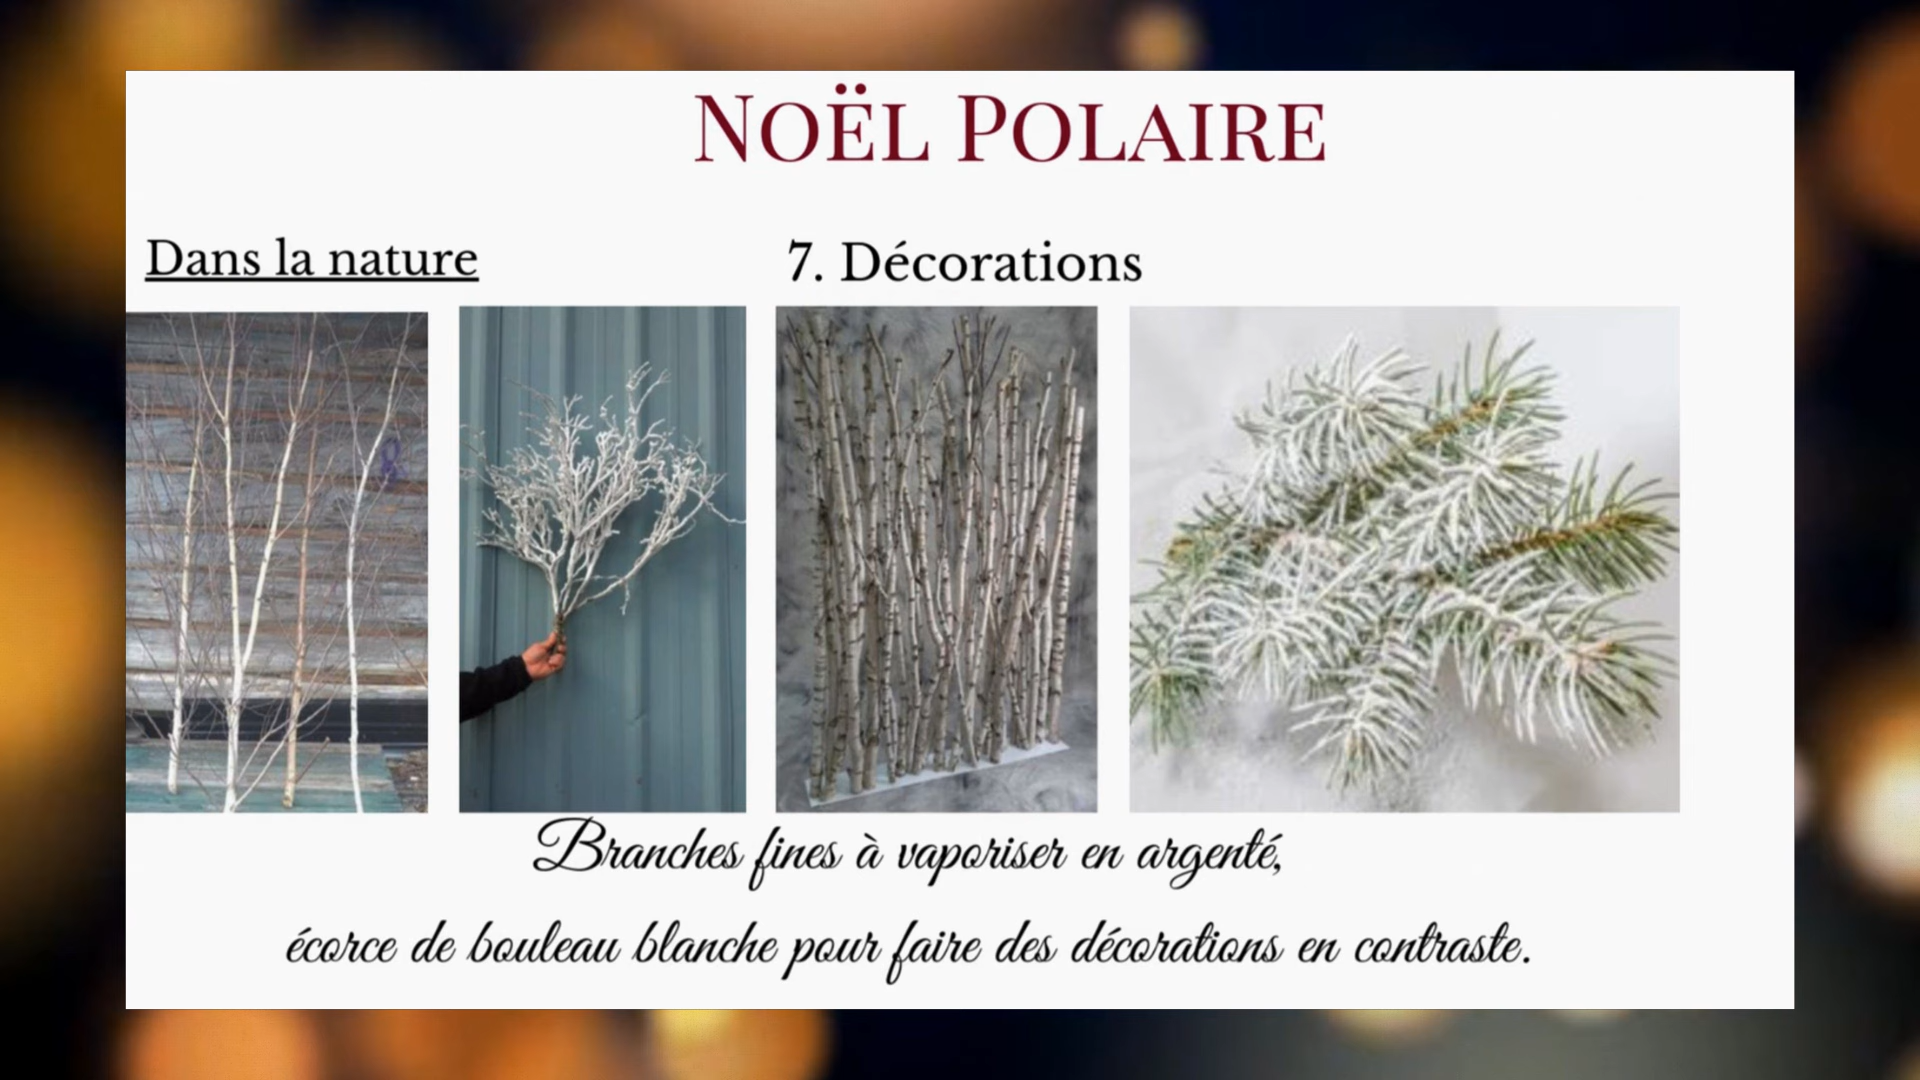 Noël Polaire
Dans la nature
7. Décorations
Branches fines à vaporiser en argenté,
écorce de bouleau blanche pour faire des décorations en contraste.